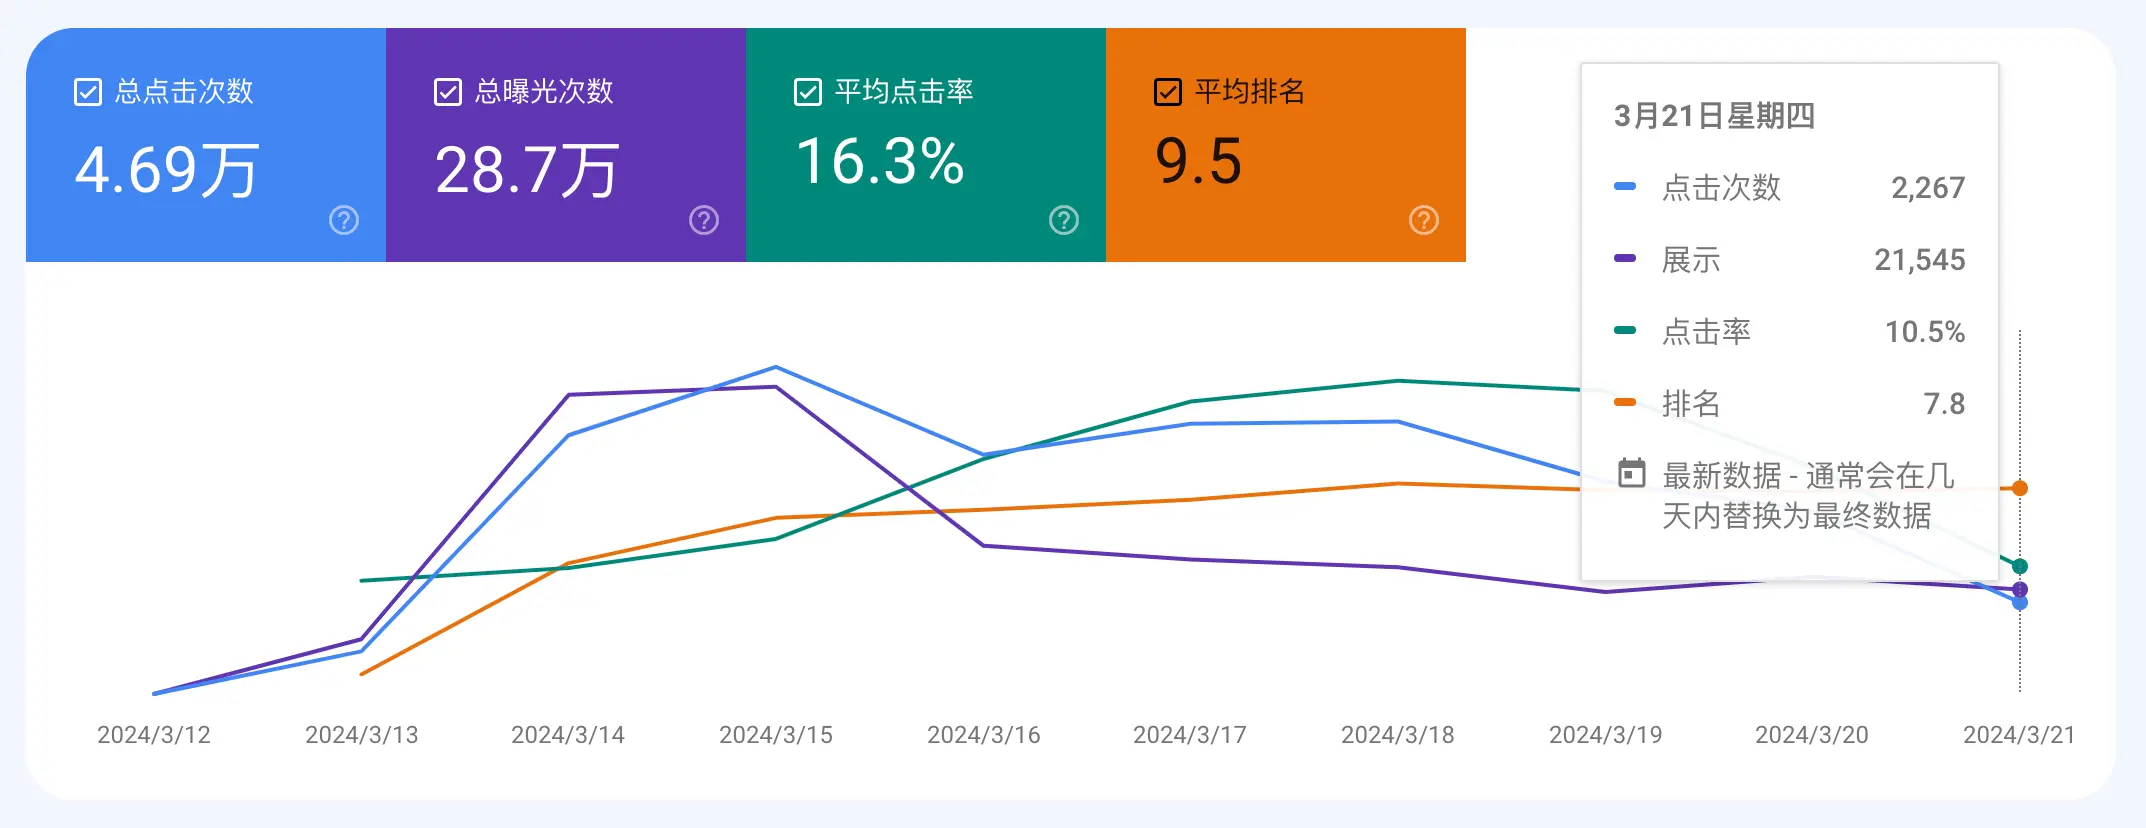 总点击次数
4.69万
总曝光次数
28.7万
平均点击率
16.3%
平均排名
9.5
3月21日星期四
点击次数 2,267
展示 21,545
点击率 10.5%
排名 7.8
最新数据 - 通常会在几
天内替换为最终数据
2024/3/12 2024/3/13 2024/3/14 2024/3/15 2024/3/16 2024/3/17 2024/3/18 2024/3/19 2024/3/20 2024/3/21